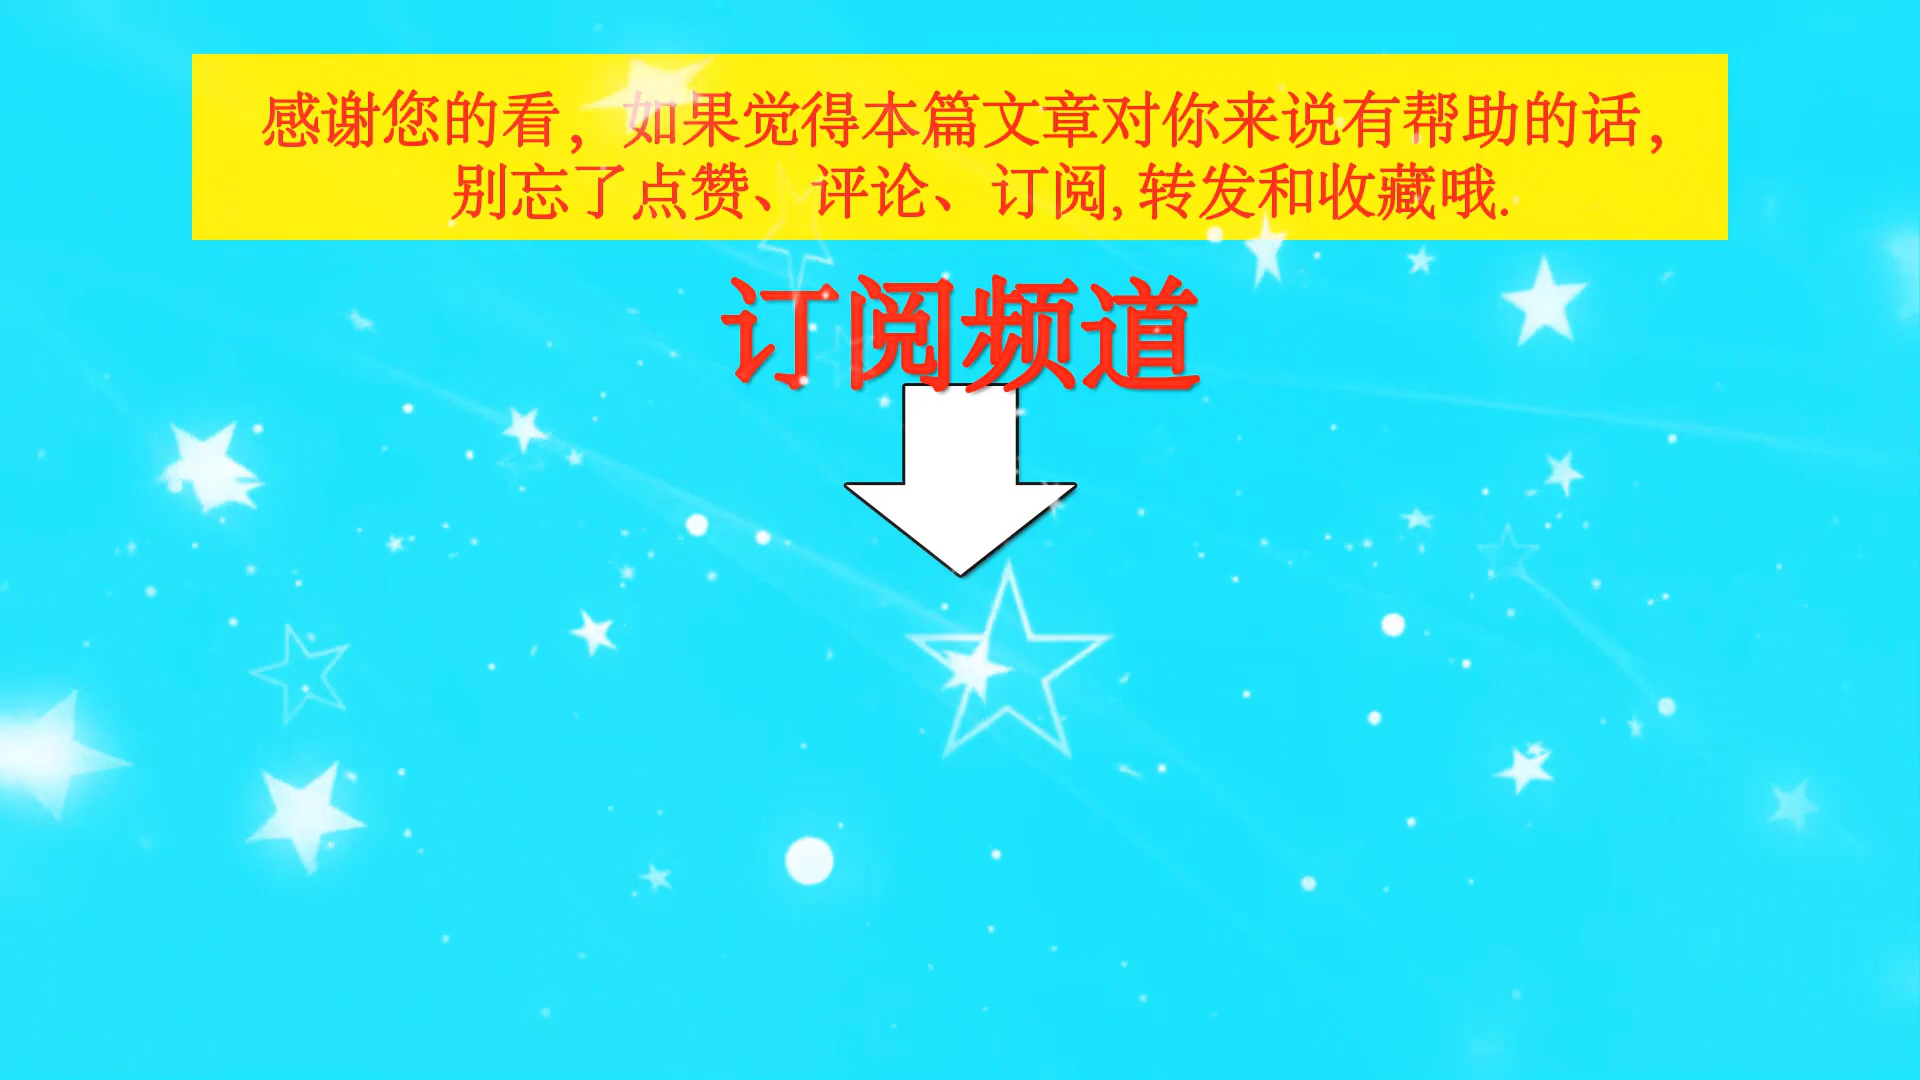 感谢您的看，如果觉得本篇文章对你来说有帮助的话，
别忘了点赞、评论、订阅,转发和收藏哦.
订阅频道